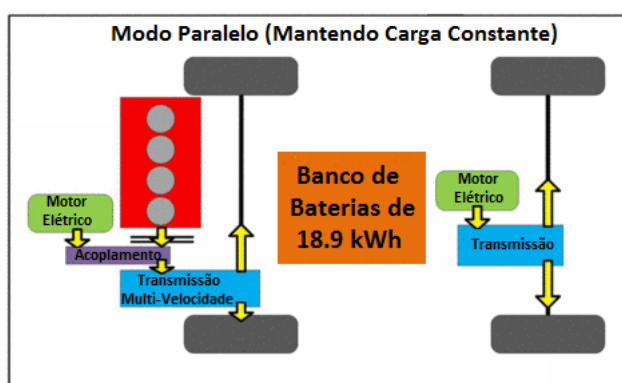 Modo Paralelo (Mantendo Carga Constante)
Motor
Elétrico
Acoplamento
Transmissão
Multi-Velocidade
Banco de
Baterias de
18.9 kWh
Motor
Elétrico
Transmissão